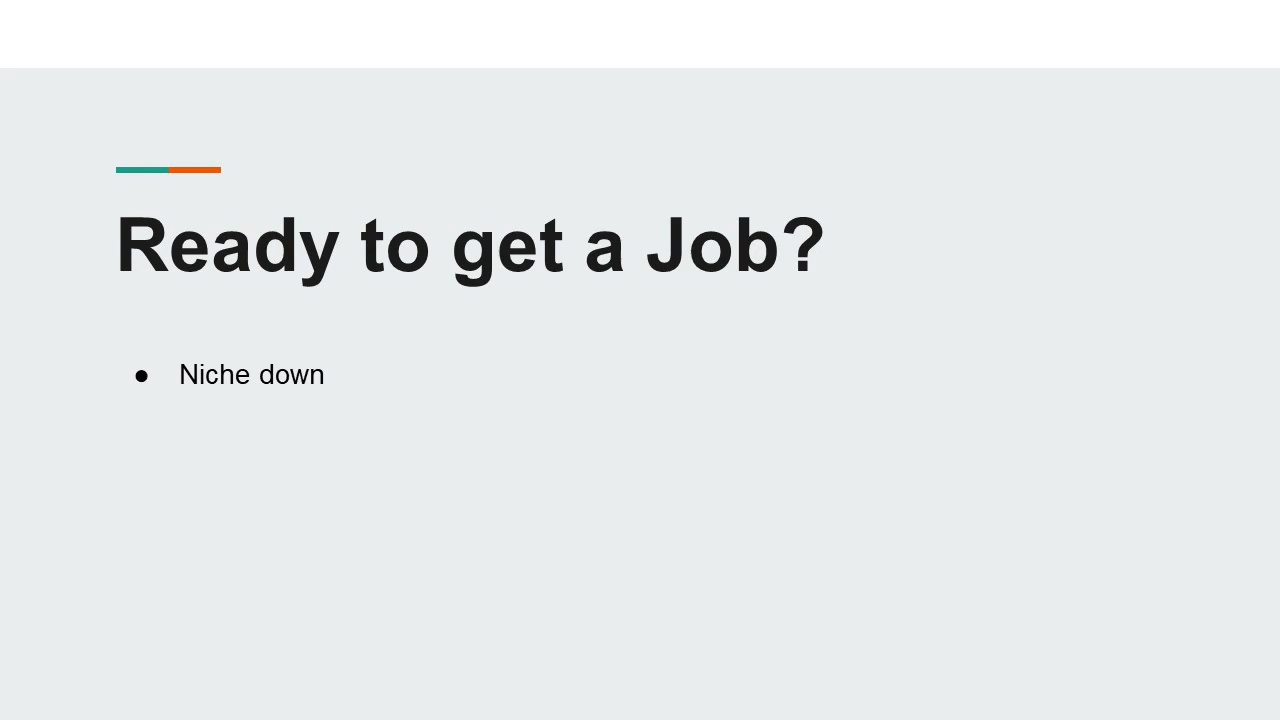 Ready to get a Job?
● Niche down